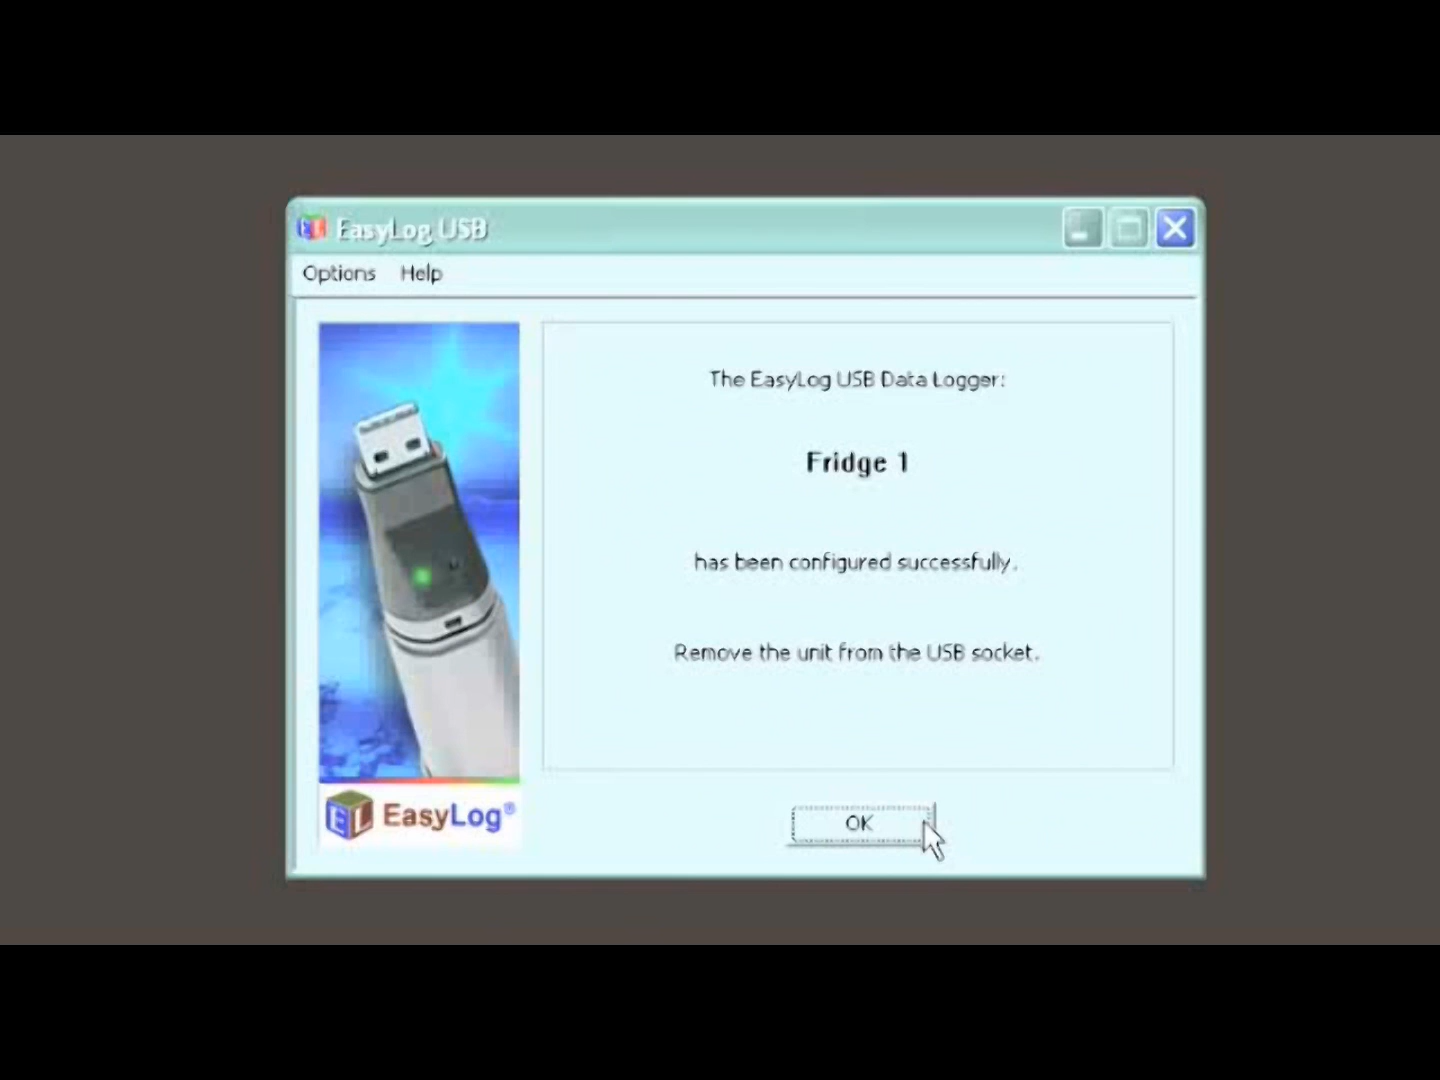 EasyLog USB
Options Help
The EasyLog USB Data Logger:
Fridge 1
has been configured successfully.
Remove the unit from the USB socket.
EL EasyLog®
OK